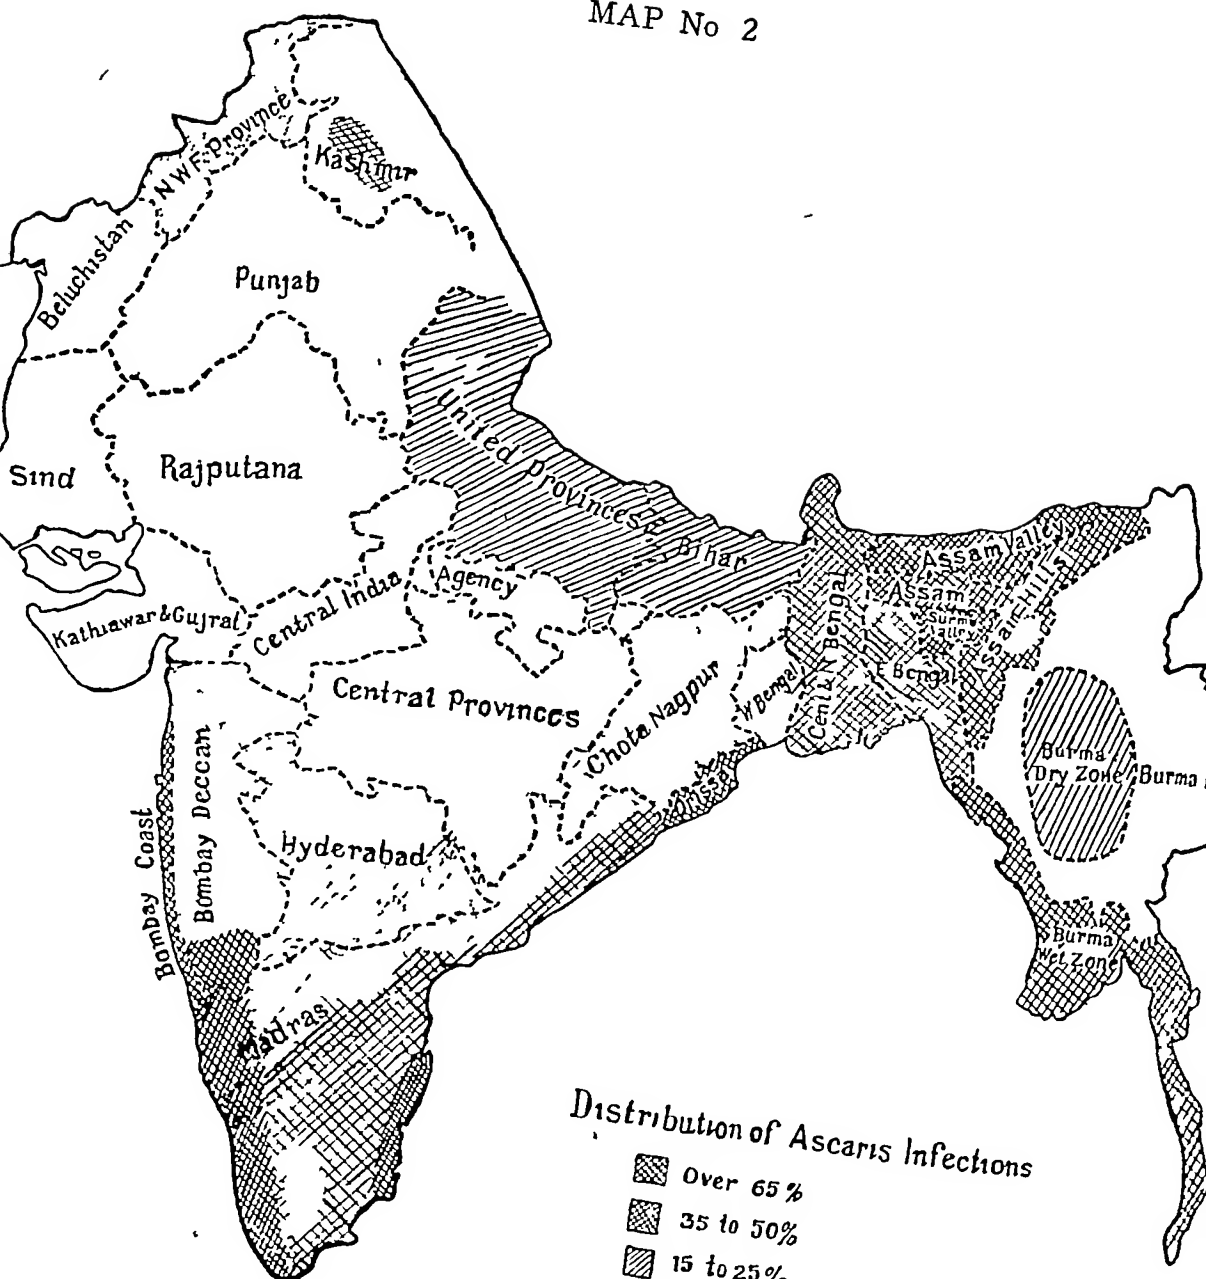 MAP No 2
N W F. Province
Kashmir
Beluchistan
Punjab
United Provinces & Bihar
Sind
Rajputana
Assam Valley
Assam Hills
Assam
Surma
Valley
Central India
Agency
Kathiawar & Gujrat
E Bengal
Cent. & N Bengal
W Bengal
Central Provinces
Chota Nagpur
Orissa
Burma
Dry Zone
Burma
Bombay Coast
Bombay Deccan
Hyderabad
Burma
Wet Zone
Madras
Distribution of Ascaris Infections
Over 65%
35 to 50%
15 to 25%